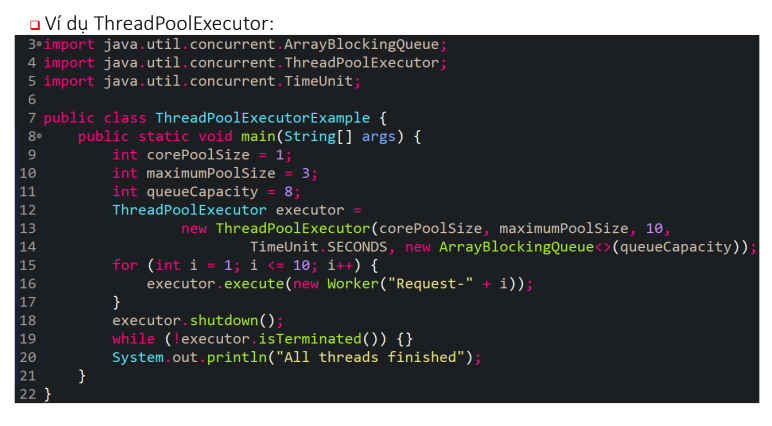 Ví dụ ThreadPoolExecutor:
3 import java.util.concurrent.ArrayBlockingQueue;
4 import java.util.concurrent.ThreadPoolExecutor;
5 import java.util.concurrent.TimeUnit;
6
7 public class ThreadPoolExecutorExample {
8     public static void main(String[] args) {
9         int corePoolSize = 1;
10         int maximumPoolSize = 3;
11         int queueCapacity = 8;
12         ThreadPoolExecutor executor =
13                 new ThreadPoolExecutor(corePoolSize, maximumPoolSize, 10,
14                         TimeUnit.SECONDS, new ArrayBlockingQueue<>(queueCapacity));
15         for (int i = 1; i <= 10; i++) {
16             executor.execute(new Worker("Request-" + i));
17         }
18         executor.shutdown();
19         while (!executor.isTerminated()) {}
20         System.out.println("All threads finished");
21     }
22 }